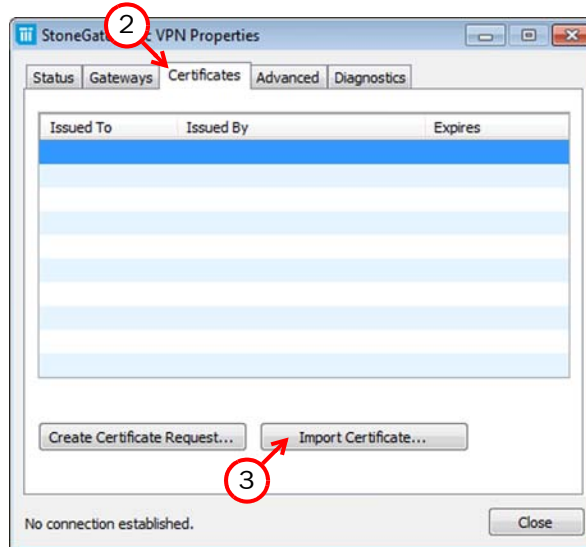 2
StoneGate VPN Properties
Status Gateways Certificates Advanced Diagnostics
Issued To Issued By Expires
Create Certificate Request... Import Certificate...
3
No connection established. Close